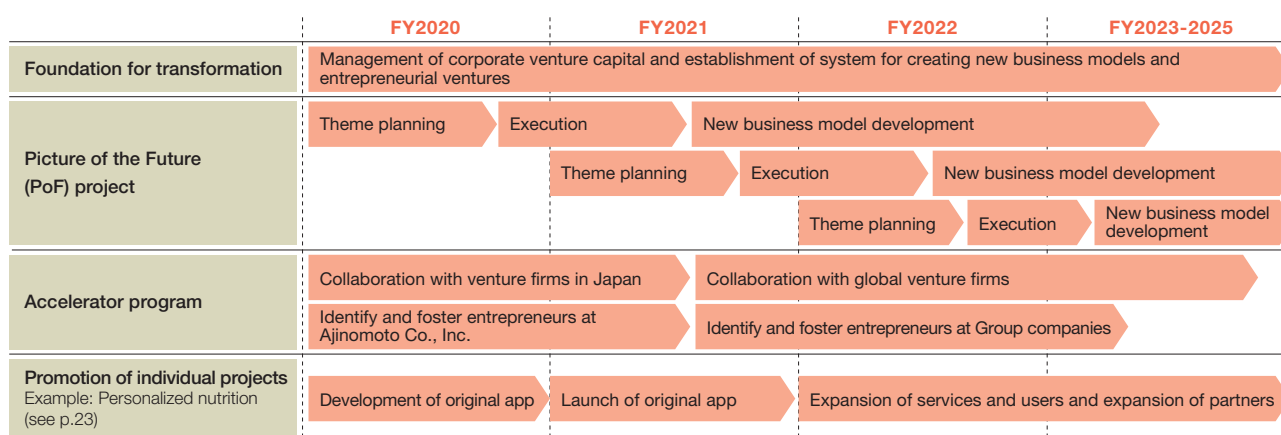 FY2020 FY2021 FY2022 FY2023-2025
Foundation for transformation
Management of corporate venture capital and establishment of system for creating new business models and
entrepreneurial ventures
Picture of the Future
(PoF) project
Theme planning Execution New business model development
Theme planning Execution New business model development
Theme planning Execution New business model
development
Accelerator program
Collaboration with venture firms in Japan Collaboration with global venture firms
Identify and foster entrepreneurs at
Ajinomoto Co., Inc.
Identify and foster entrepreneurs at Group companies
Promotion of individual projects
Example: Personalized nutrition
(see p.23)
Development of original app Launch of original app Expansion of services and users and expansion of partners